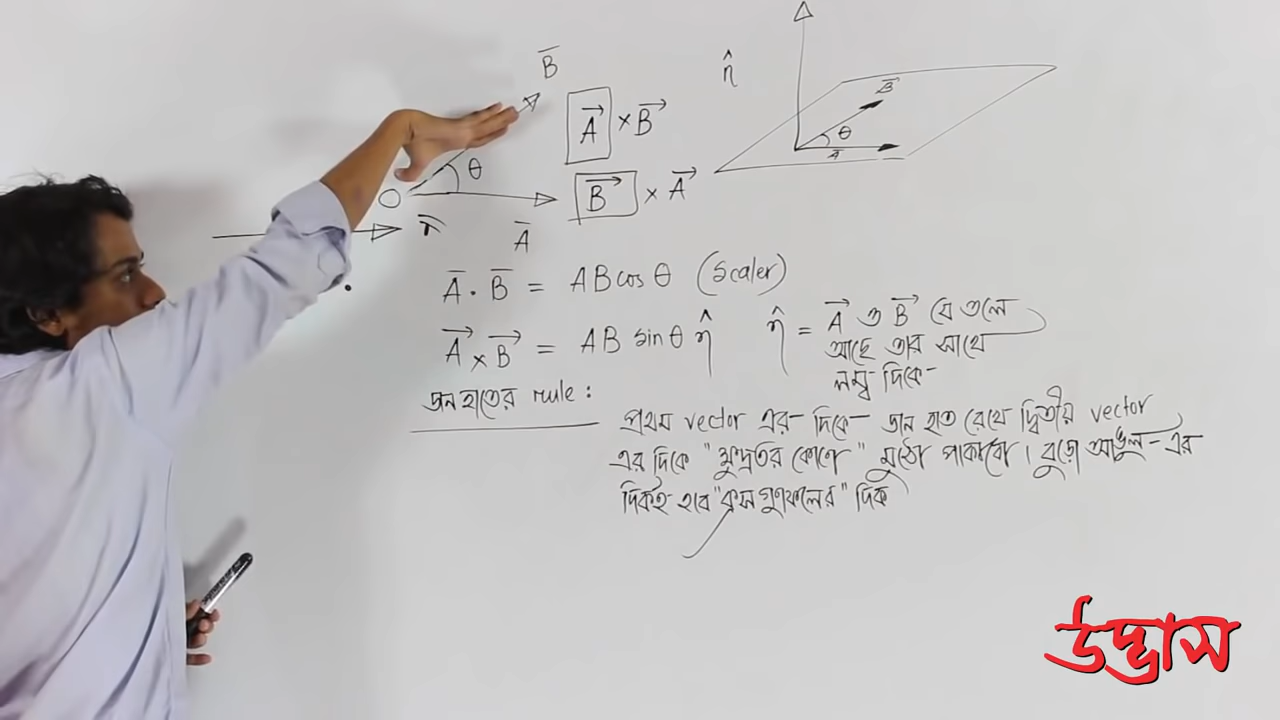 B̅
n̂
B⃗
A⃗ × B⃗
θ
θ
A⃗
O
B⃗ × A⃗
A̅
A̅ · B̅ = AB cos θ (Scaler)
A⃗ × B⃗ = AB sin θ η̂
η̂ = A⃗ ও B⃗ যে তলে
আছে তার সাথে
লম্ব দিকে
ডান হাতের rule :
প্রথম vector এর দিকে ডান হাত রেখে দ্বিতীয় vector
এর দিকে "ক্ষুদ্রতর কোণে" মুঠো পাকাবো। বুড়ো আঙুল-এর
দিকই হবে "ক্রস গুণফলের" দিক
উদ্ভাস